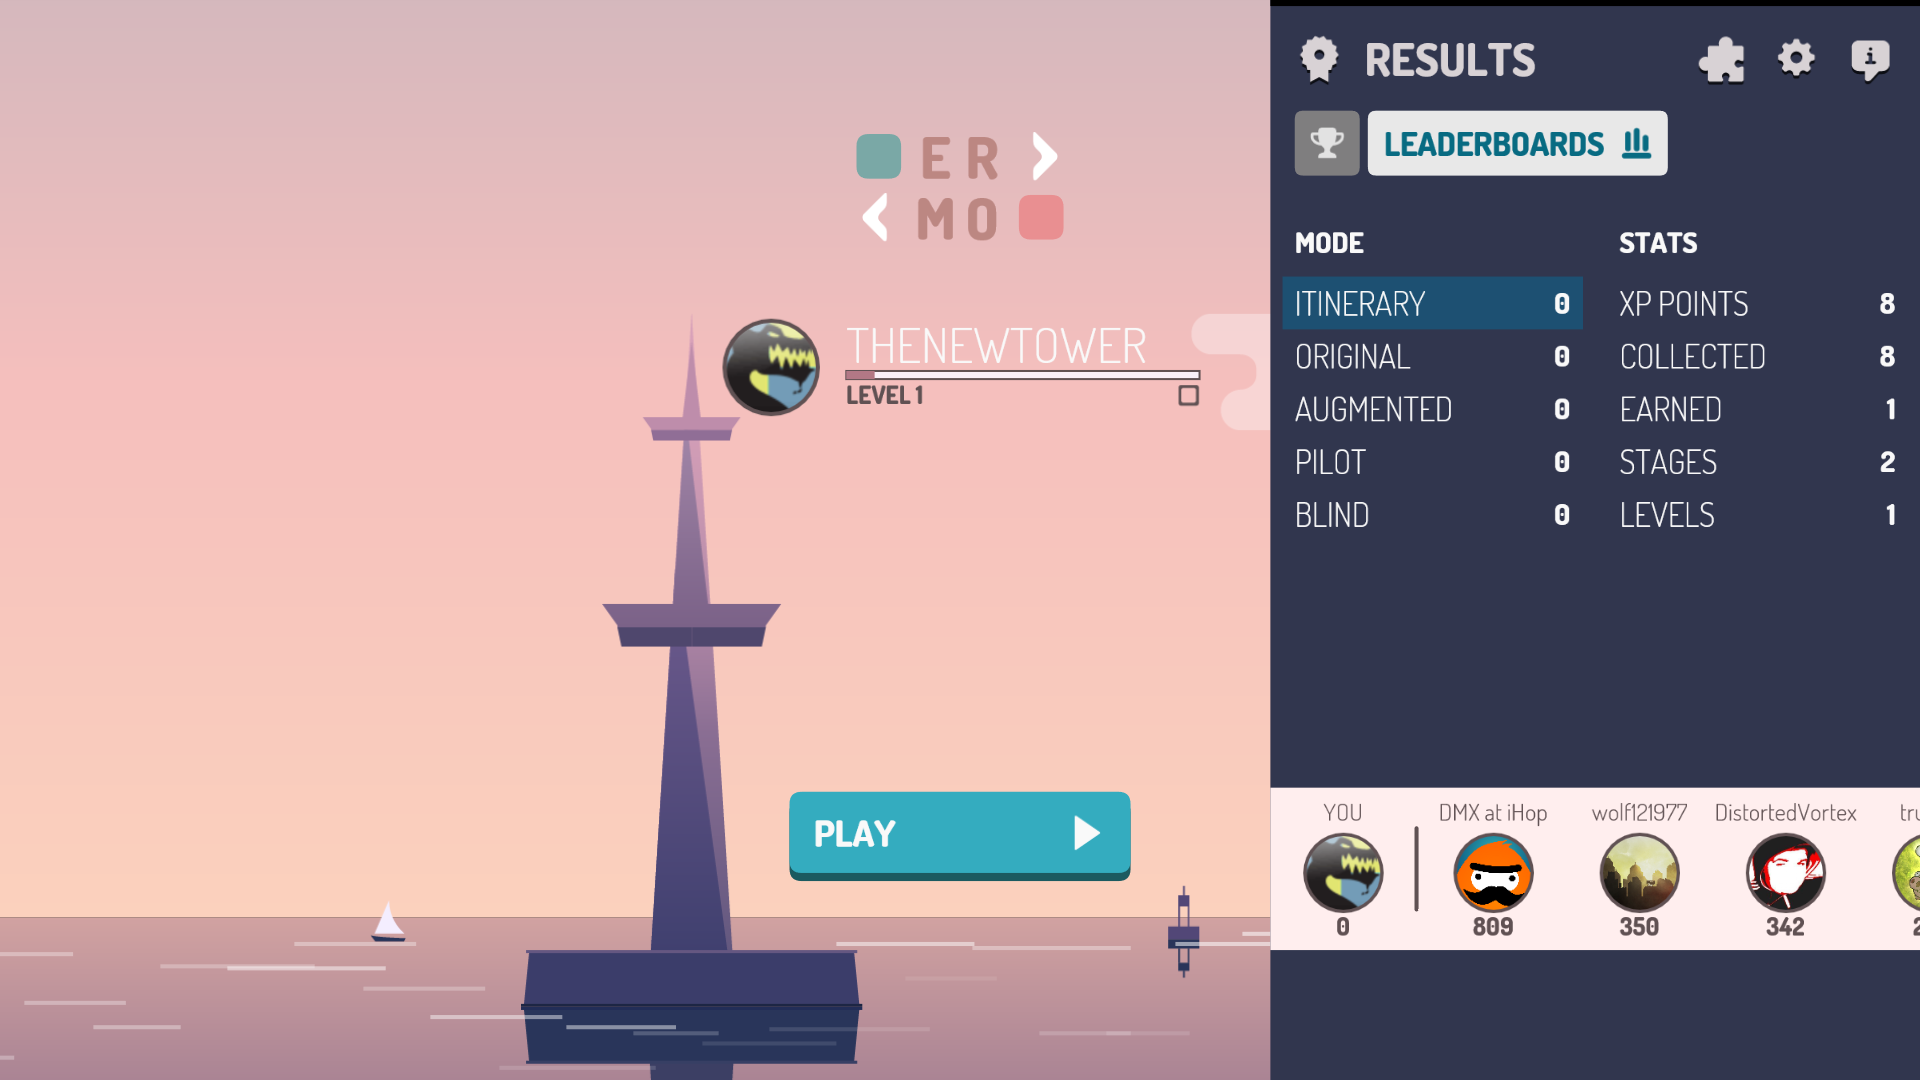 ER
MO
THENEWTOWER
LEVEL 1
PLAY
RESULTS
LEADERBOARDS
MODE
ITINERARY 0
ORIGINAL 0
AUGMENTED 0
PILOT 0
BLIND 0
STATS
XP POINTS 8
COLLECTED 8
EARNED 1
STAGES 2
LEVELS 1
YOU
0
DMX at iHop
809
wolf121977
350
DistortedVortex
342